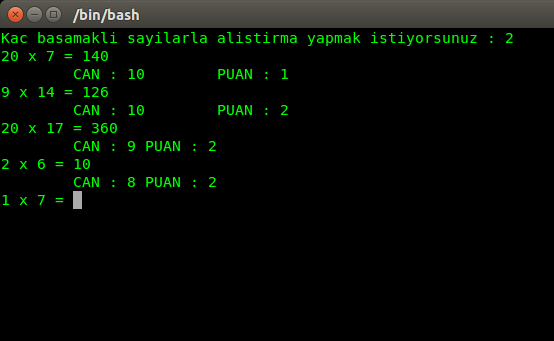 /bin/bash
Kac basamakli sayilarla alistirma yapmak istiyorsunuz : 2
20 x 7 = 140
CAN : 10 PUAN : 1
9 x 14 = 126
CAN : 10 PUAN : 2
20 x 17 = 360
CAN : 9 PUAN : 2
2 x 6 = 10
CAN : 8 PUAN : 2
1 x 7 =